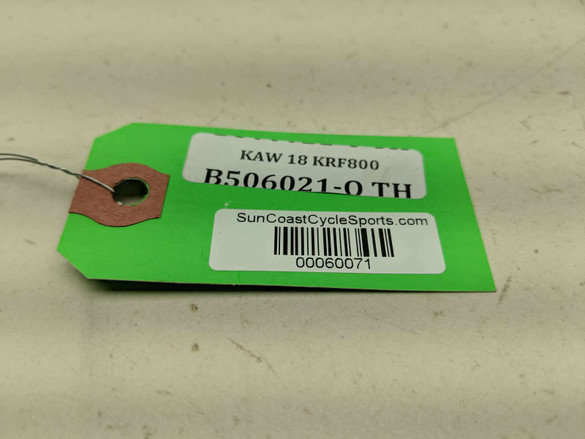 KAW 18 KRF800
B506021-O TH
SunCoastCycleSports.com
00060071